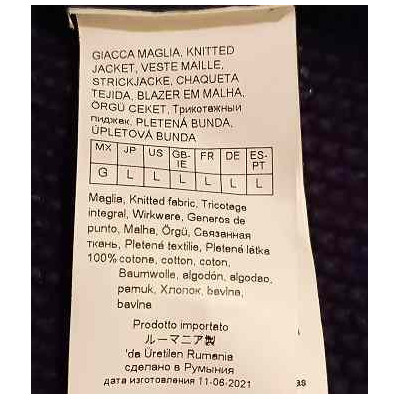 GIACCA MAGLIA, KNITTED
JACKET, VESTE MAILLE,
STRICKJACKE, CHAQUETA
TEJIDA, BLAZER EM MALHA,
ÖRGÜ CEKET, Трикотажный
пиджак, PLETENÁ BUNDA,
ÚPLETOVÁ BUNDA
MX JP US GB-IE FR DE ES-PT
G L L L L L L
Maglia, Knitted fabric, Tricotage
integral, Wirkware, Generos de
punto, Malha, Örgü, Связанная
ткань, Pletené textilie, Pletené látka
100% cotone, cotton, coton,
Baumwolle, algodón, algodao,
pamuk, Хлопок, bavlna,
bavlna
Prodotto importato
ルーマニア製
'da Üretilen Rumania
сделано в Румыния
дата изготовления 11-06-2021
as